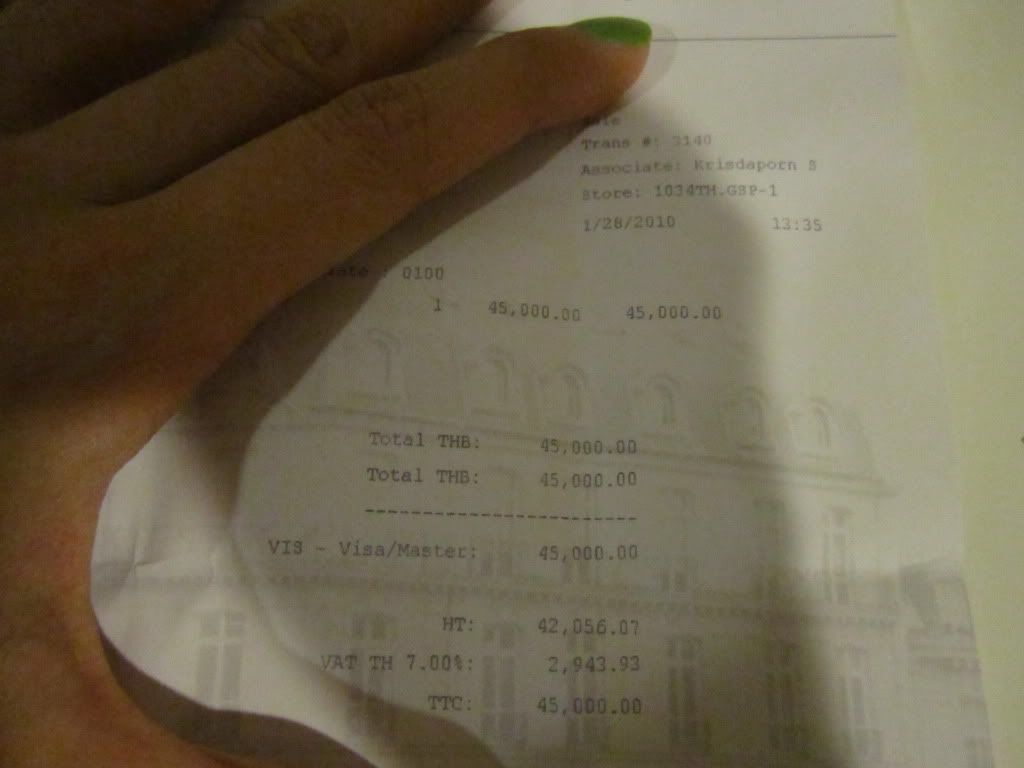 Trans #: 3140
Associate: Krisdaporn S
Store: 1034TH.GSP-1
1/28/2010 13:35
: 0100
1 45,000.00 45,000.00
Total THB: 45,000.00
Total THB: 45,000.00
------------------------
VIS - Visa/Master: 45,000.00
HT: 42,056.07
VAT TH 7.00%: 2,943.93
TTC: 45,000.00